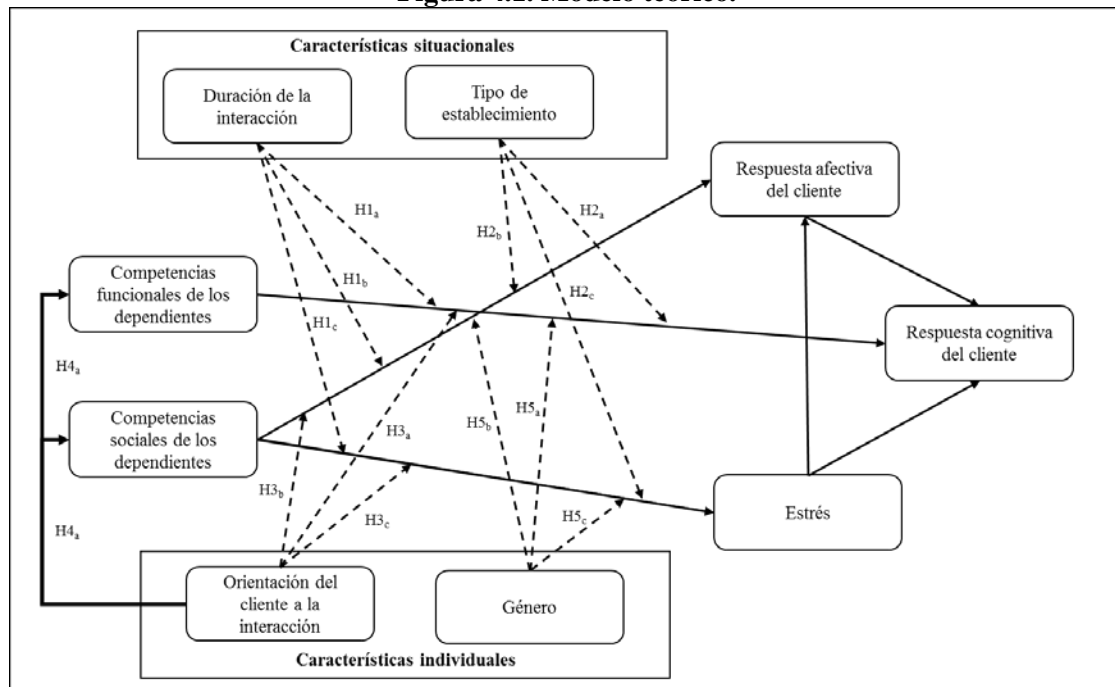 Figura 4.1. Modelo teórico.
Características situacionales
Duración de la
interacción
Tipo de
establecimiento
Respuesta afectiva
del cliente
H1a
H2a
H2b
H1b
H2c
H1c
Competencias
funcionales de los
dependientes
Respuesta cognitiva
del cliente
H4a
Competencias
sociales de los
dependientes
H3a
H5b
H5a
H3b
H3c
H5c
Estrés
H4a
Orientación del
cliente a la
interacción
Género
Características individuales